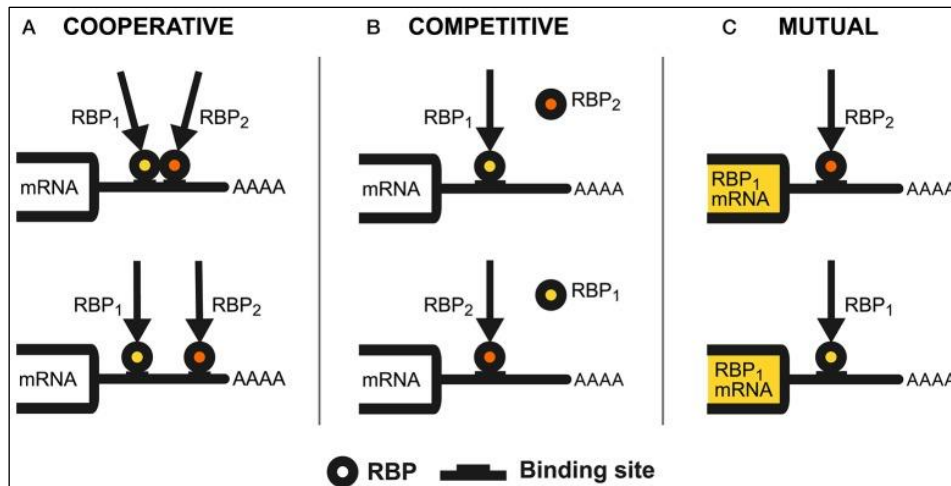 A COOPERATIVE
RBP1 RBP2
mRNA AAAA
RBP1 RBP2
mRNA AAAA
B COMPETITIVE
RBP1 RBP2
mRNA AAAA
RBP2 RBP1
mRNA AAAA
C MUTUAL
RBP2
RBP1
mRNA AAAA
RBP1
RBP1
mRNA AAAA
RBP Binding site